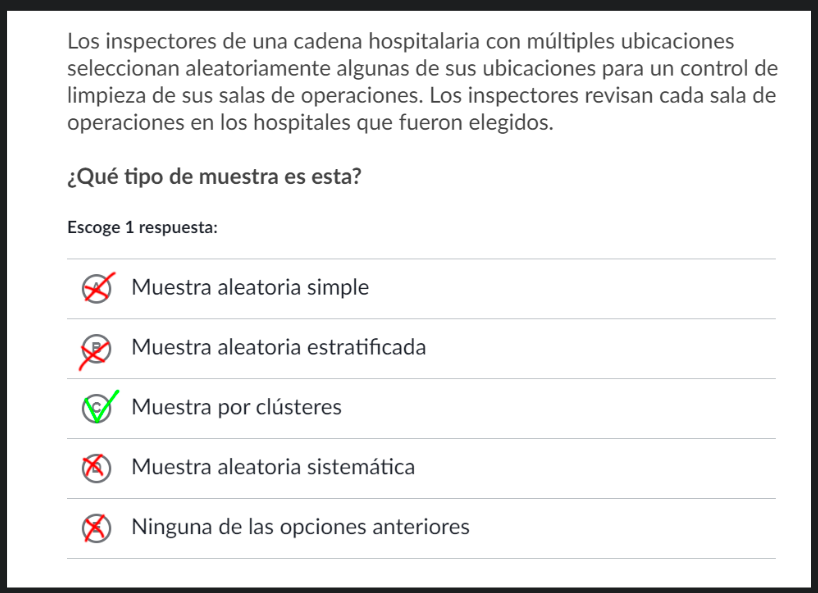 Los inspectores de una cadena hospitalaria con múltiples ubicaciones
seleccionan aleatoriamente algunas de sus ubicaciones para un control de
limpieza de sus salas de operaciones. Los inspectores revisan cada sala de
operaciones en los hospitales que fueron elegidos.
¿Qué tipo de muestra es esta?
Escoge 1 respuesta:
A Muestra aleatoria simple
B Muestra aleatoria estratificada
C Muestra por clústeres
D Muestra aleatoria sistemática
E Ninguna de las opciones anteriores